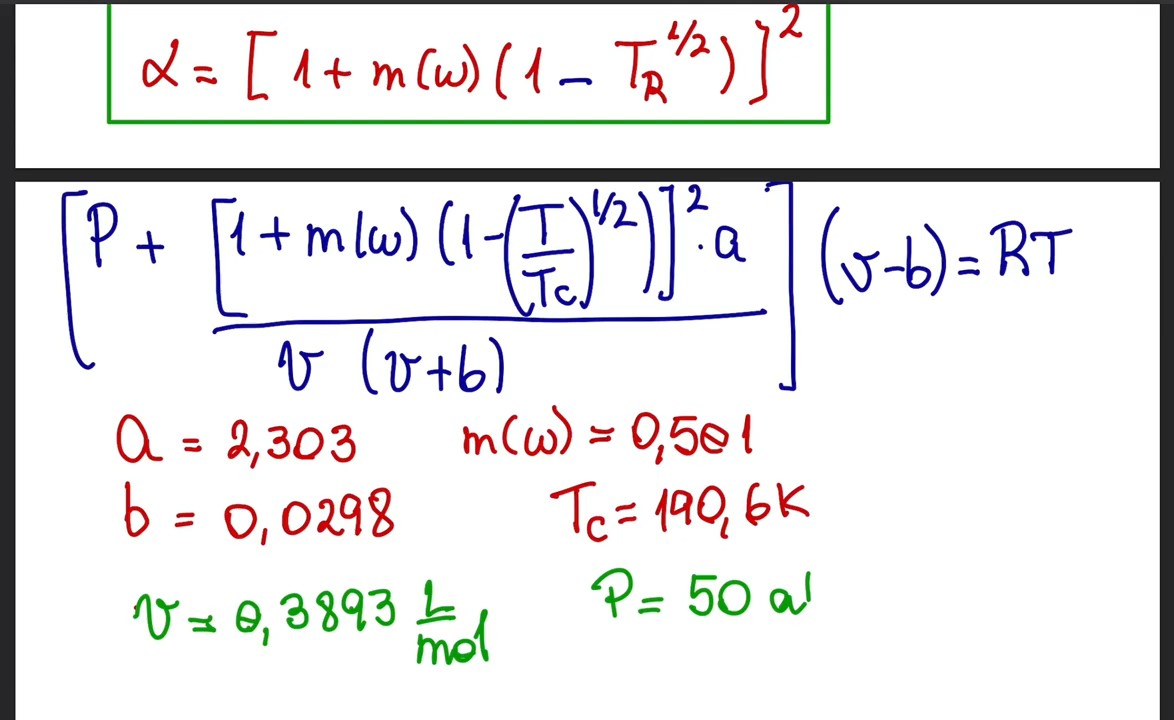 α = [1 + m(ω)(1 - T_R^{1/2})]^2
[P + [1 + m(ω)(1 - (T/Tc)^{1/2})]^2 · a / v(v+b)] (v-b) = RT
a = 2,303 m(ω) = 0,501
b = 0,0298 Tc = 190,6K
v = 0,3893 L/mol P = 50 a